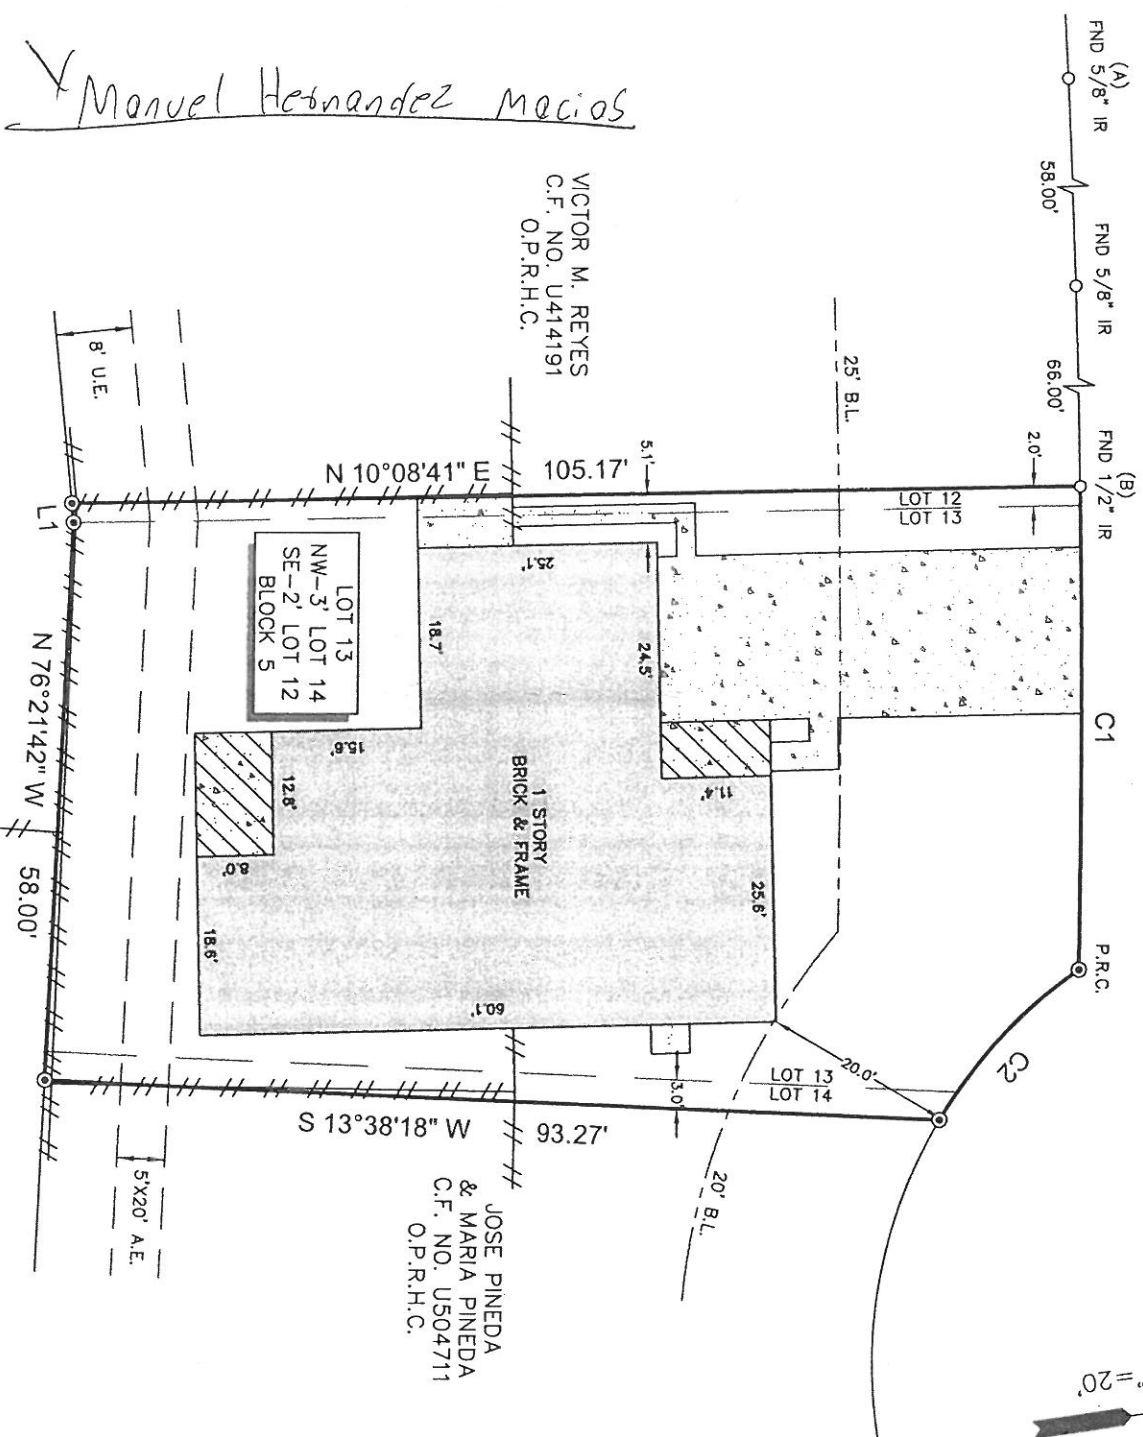 Manuel Hernandez Macias
(A)
FND 5/8" IR
58.00'
FND 5/8" IR
66.00'
(B)
FND 1/2" IR
VICTOR M. REYES
C.F. NO. U414191
O.P.R.H.C.
25' B.L.
8' U.E.
2.0'
5.1'
N 10°08'41" E 105.17'
LOT 12
LOT 13
L1
LOT 13
NW-3' LOT 14
SE-2' LOT 12
BLOCK 5
25.1'
18.7'
24.5'
C1
15.6'
12.8'
11.4'
1 STORY
BRICK & FRAME
8.0'
25.6'
18.6'
60.1'
N 76°21'42" W 58.00'
P.R.C.
C2
20.0'
LOT 13
LOT 14
3.0'
S 13°38'18" W 93.27'
20' B.L.
5'X20' A.E.
JOSE PINEDA
& MARIA PINEDA
C.F. NO. U504711
O.P.R.H.C.
"=20'